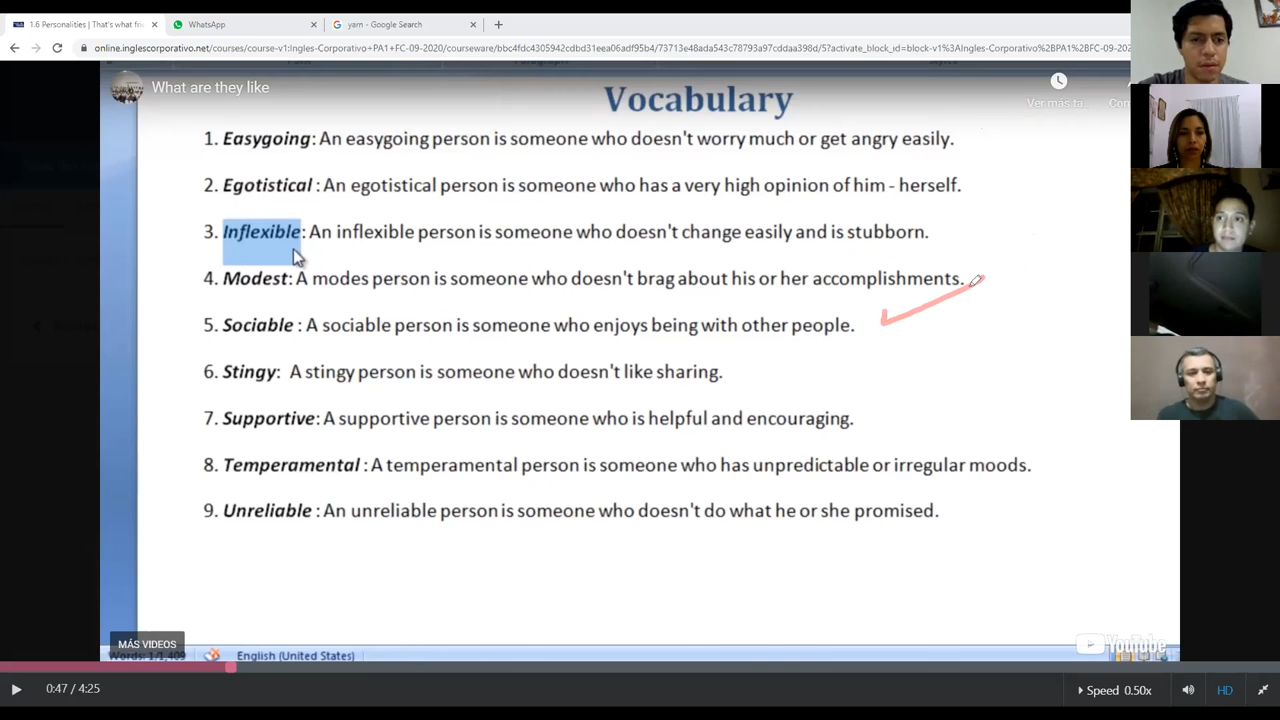 1.6 Personalities | That's what frie
WhatsApp
yarn - Google Search
online.inglescorporativo.net/courses/course-v1:Ingles-Corporativo+PA1+FC-09-2020/courseware/ebc4fdc4305942cdbd31eea06adf95b4/73713e48ada543c78793a97cddaa398d/5?activate_block_id=block-v1%3AIngles-Corporativo%2BPA1%2BFC-09-2020
What are they like
Ver más ta...
Vocabulary
1. Easygoing: An easygoing person is someone who doesn't worry much or get angry easily.
2. Egotistical : An egotistical person is someone who has a very high opinion of him - herself.
3. Inflexible: An inflexible person is someone who doesn't change easily and is stubborn.
4. Modest: A modes person is someone who doesn't brag about his or her accomplishments.
5. Sociable : A sociable person is someone who enjoys being with other people.
6. Stingy: A stingy person is someone who doesn't like sharing.
7. Supportive: A supportive person is someone who is helpful and encouraging.
8. Temperamental : A temperamental person is someone who has unpredictable or irregular moods.
9. Unreliable : An unreliable person is someone who doesn't do what he or she promised.
MÁS VIDEOS
YouTube
Words: 1/1,409
English (United States)
0:47 / 4:25
Speed 0.50x
HD